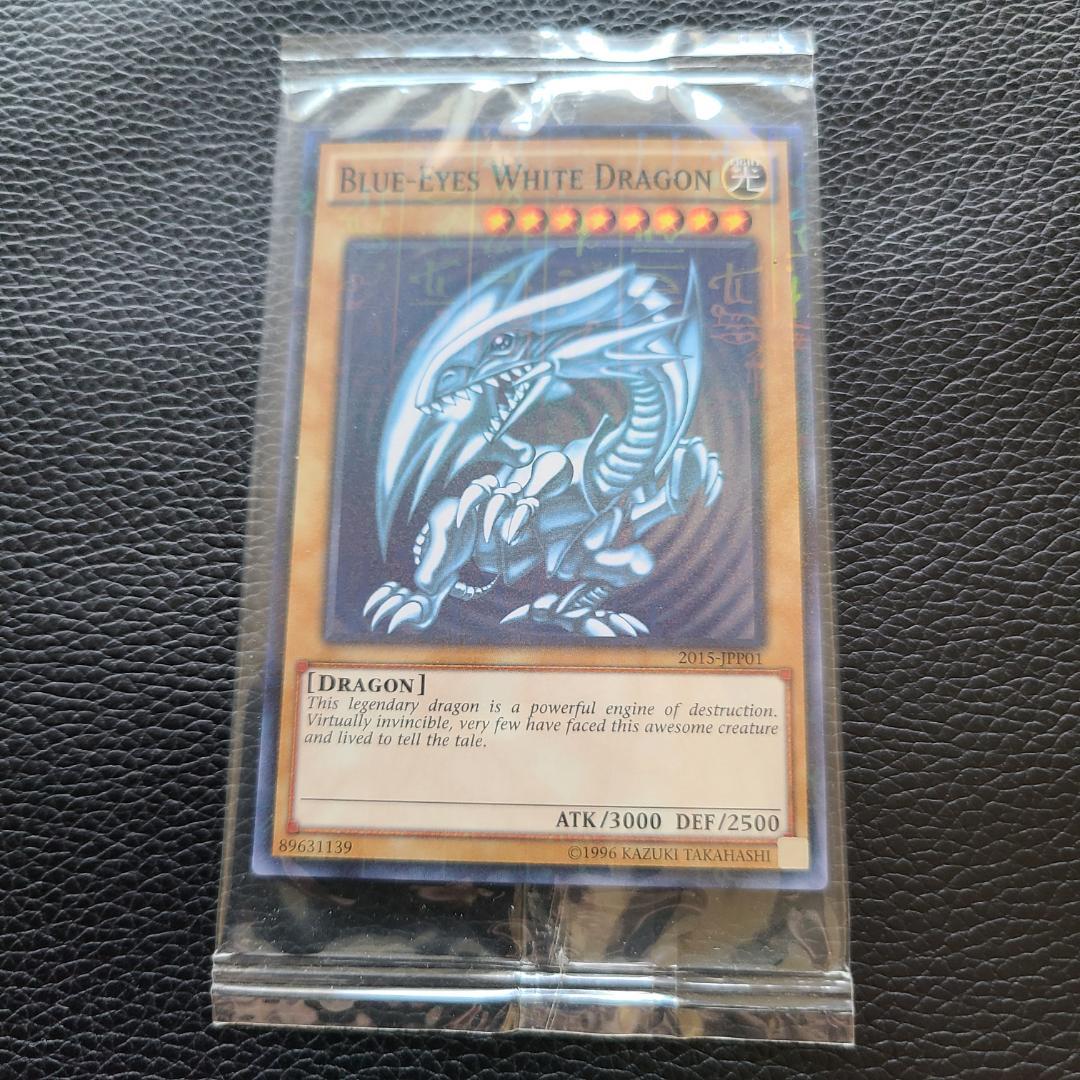 BLUE-EYES WHITE DRAGON
光
2015-JPP01
[DRAGON]
This legendary dragon is a powerful engine of destruction.
Virtually invincible, very few have faced this awesome creature
and lived to tell the tale.
ATK/3000 DEF/2500
89631139
©1996 KAZUKI TAKAHASHI